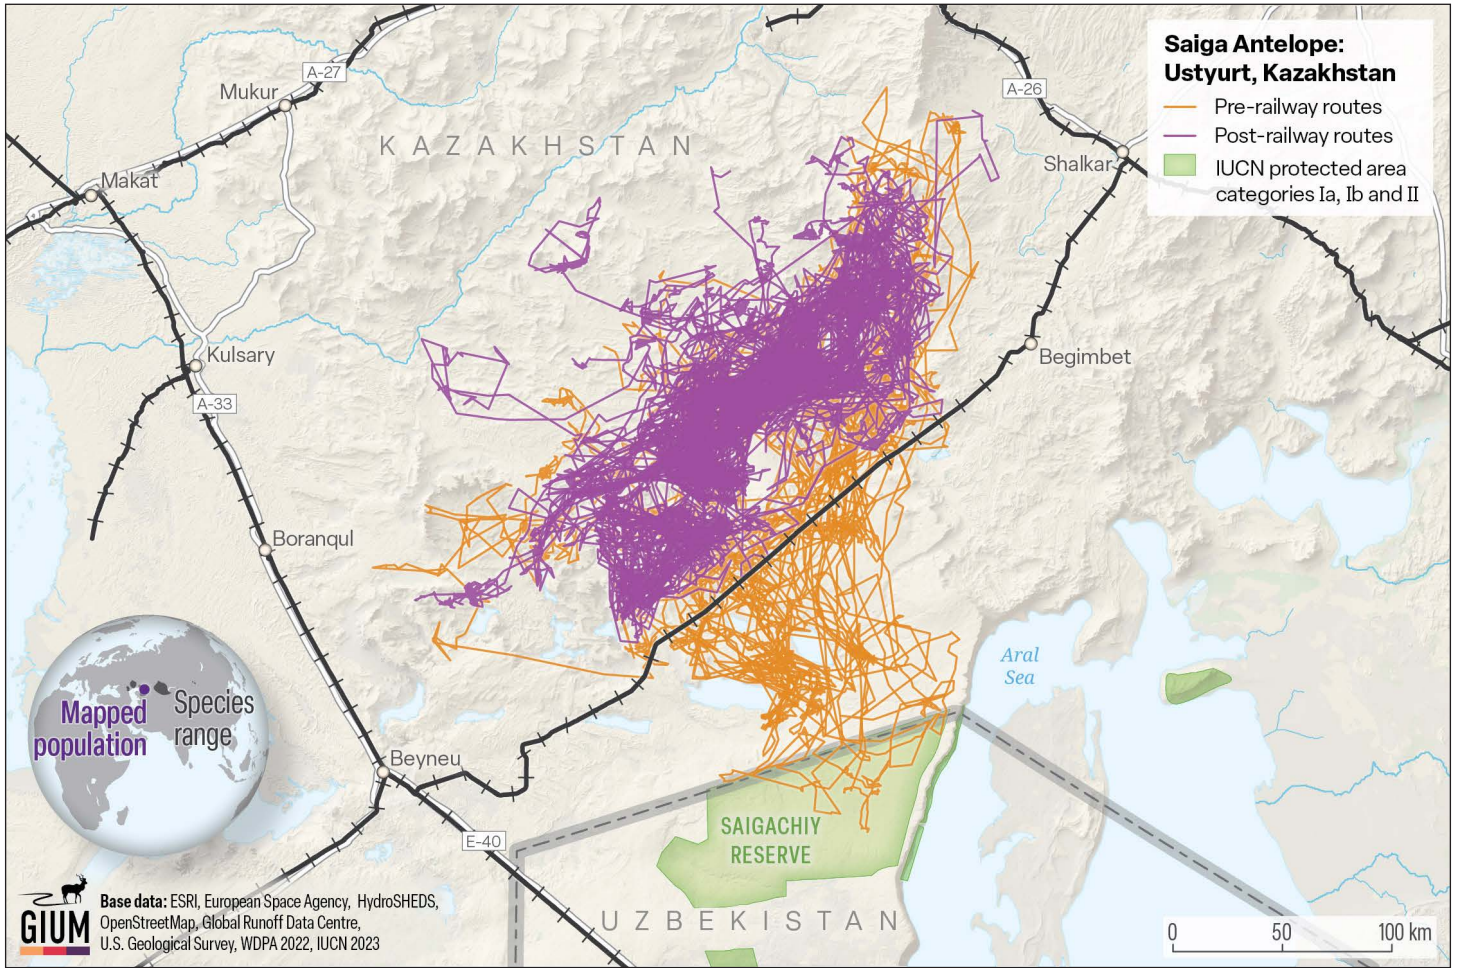 Saiga Antelope:
Ustyurt, Kazakhstan
Pre-railway routes
Post-railway routes
IUCN protected area
categories Ia, Ib and II
A-27
Mukur
A-26
KAZAKHSTAN
Shalkar
Makat
Kulsary
Begimbet
A-33
Boranqul
Aral
Sea
Species
range
Mapped
population
Beyneu
SAIGACHIY
RESERVE
E-40
UZBEKISTAN
GIUM
Base data: ESRI, European Space Agency, HydroSHEDS,
OpenStreetMap, Global Runoff Data Centre,
U.S. Geological Survey, WDPA 2022, IUCN 2023
0 50 100 km